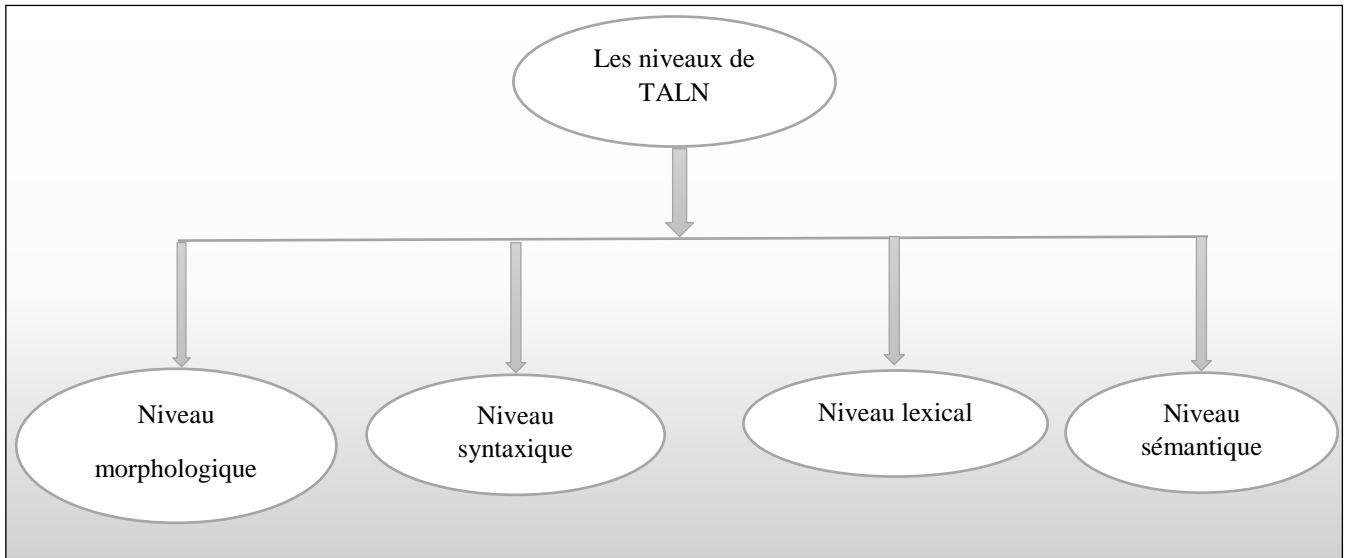 Les niveaux de
TALN
Niveau
morphologique
Niveau
syntaxique
Niveau lexical
Niveau
sémantique